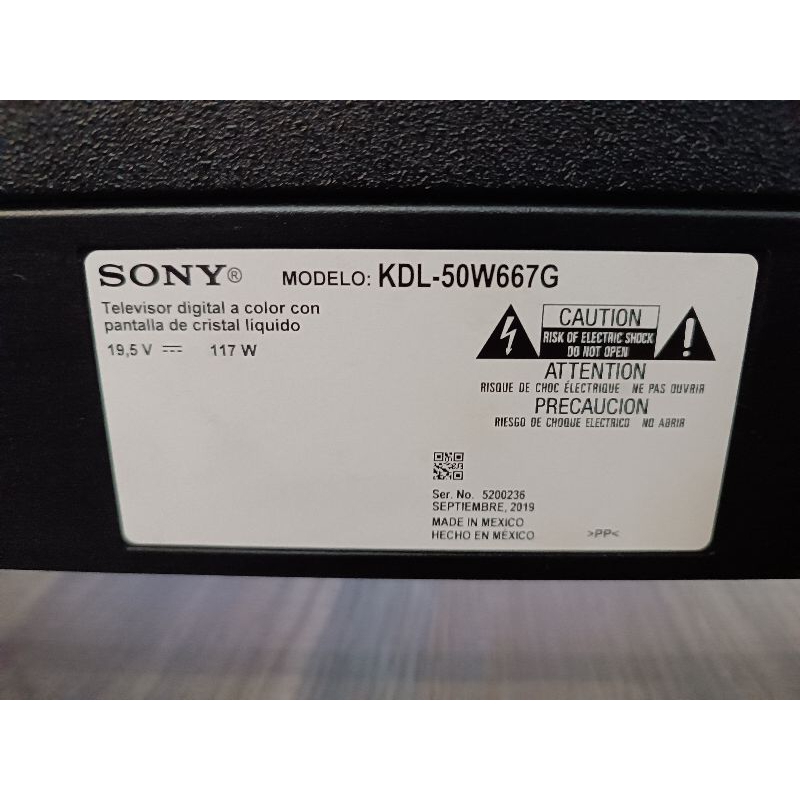 SONY® MODELO: KDL-50W667G
Televisor digital a color con
pantalla de cristal líquido
19,5 V ⎓ 117 W
CAUTION
RISK OF ELECTRIC SHOCK
DO NOT OPEN
ATTENTION
RISQUE DE CHOC ÉLECTRIQUE NE PAS OUVRIR
PRECAUCION
RIESGO DE CHOQUE ELECTRICO NO ABRIR
Ser. No. 5200236
SEPTIEMBRE, 2019
MADE IN MEXICO
HECHO EN MÉXICO >PP<